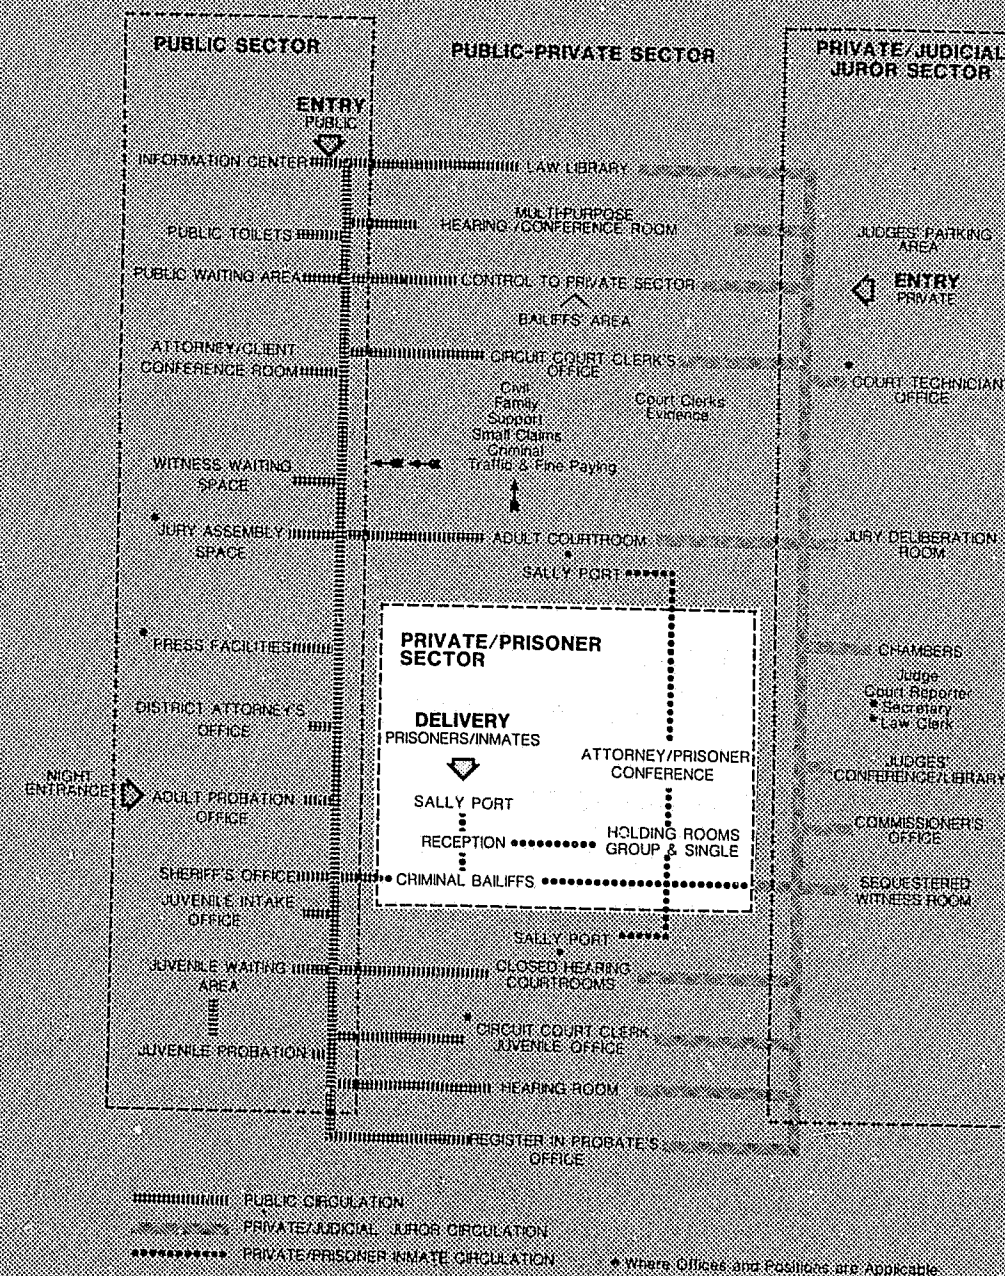 PUBLIC SECTOR
PUBLIC-PRIVATE SECTOR
PRIVATE/JUDICIAL
JUROR SECTOR
ENTRY
PUBLIC
INFORMATION CENTER
LAW LIBRARY
MULTI-PURPOSE
HEARING/CONFERENCE ROOM
PUBLIC TOILETS
JUDGES' PARKING
AREA
PUBLIC WAITING AREA
CONTROL TO PRIVATE SECTOR
ENTRY
PRIVATE
BAILIFFS' AREA
ATTORNEY/CLIENT
CONFERENCE ROOM
CIRCUIT COURT CLERK'S
OFFICE
* COURT TECHNICIAN
OFFICE
Civil
Family
Support
Small Claims
Criminal
Traffic & Fine Paying
Court Clerks
Evidence
WITNESS WAITING
SPACE
* JURY ASSEMBLY
SPACE
ADULT COURTROOM
JURY DELIBERATION
ROOM
SALLY PORT
PRIVATE/PRISONER
SECTOR
* PRESS FACILITIES
CHAMBERS
Judge
Court Reporter
* Secretary
* Law Clerk
DISTRICT ATTORNEY'S
OFFICE
DELIVERY
PRISONERS/INMATES
ATTORNEY/PRISONER
CONFERENCE
JUDGES'
CONFERENCE/LIBRARY
NIGHT
ENTRANCE
ADULT PROBATION
OFFICE
SALLY PORT
RECEPTION
HOLDING ROOMS
GROUP & SINGLE
COMMISSIONER'S
OFFICE
SHERIFF'S OFFICE
CRIMINAL BAILIFFS
SEQUESTERED
WITNESS ROOM
JUVENILE INTAKE
OFFICE
SALLY PORT
JUVENILE WAITING
AREA
CLOSED HEARING
COURTROOMS
* CIRCUIT COURT CLERK
JUVENILE OFFICE
JUVENILE PROBATION
HEARING ROOM
REGISTER IN PROBATE'S
OFFICE
PUBLIC CIRCULATION
PRIVATE/JUDICIAL JUROR CIRCULATION
PRIVATE/PRISONER INMATE CIRCULATION
* Where Offices and Positions are Applicable